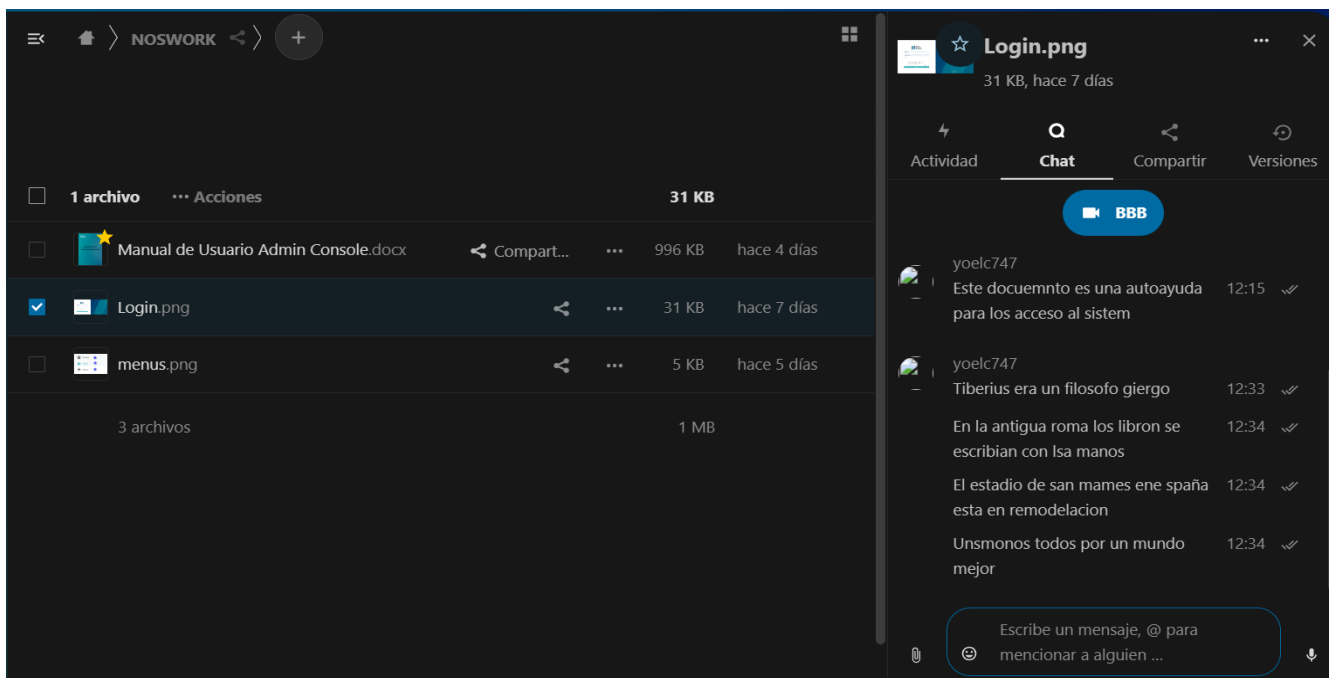 NOSWORK
1 archivo ••• Acciones 31 KB
Manual de Usuario Admin Console.docx Compart... ••• 996 KB hace 4 días
Login.png ••• 31 KB hace 7 días
menus.png ••• 5 KB hace 5 días
3 archivos 1 MB
Login.png
31 KB, hace 7 días
Actividad Chat Compartir Versiones
BBB
yoelc747
Este docuemnto es una autoayuda 12:15
para los acceso al sistem
yoelc747
Tiberius era un filosofo giergo 12:33
En la antigua roma los libron se 12:34
escribian con lsa manos
El estadio de san mames ene spaña 12:34
esta en remodelacion
Unsmonos todos por un mundo 12:34
mejor
Escribe un mensaje, @ para
mencionar a alguien ...